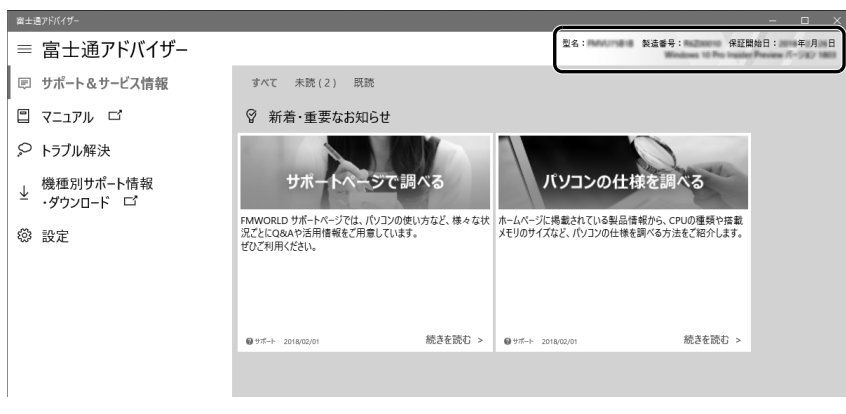 富士通アドバイザー
富士通アドバイザー
型名： 製造番号： 保証開始日： 年 月 日
サポート＆サービス情報
マニュアル
トラブル解決
機種別サポート情報
・ダウンロード
設定
すべて 未読(2) 既読
新着・重要なお知らせ
サポートページで調べる
FMWORLD サポートページでは、パソコンの使い方など、様々な状
況ごとにQ&Aや活用情報をご用意しています。
ぜひご利用ください。
サポート 2018/02/01 続きを読む >
パソコンの仕様を調べる
ホームページに掲載されている製品情報から、CPUの種類や搭載
メモリのサイズなど、パソコンの仕様を調べる方法をご紹介します。
サポート 2018/02/01 続きを読む >